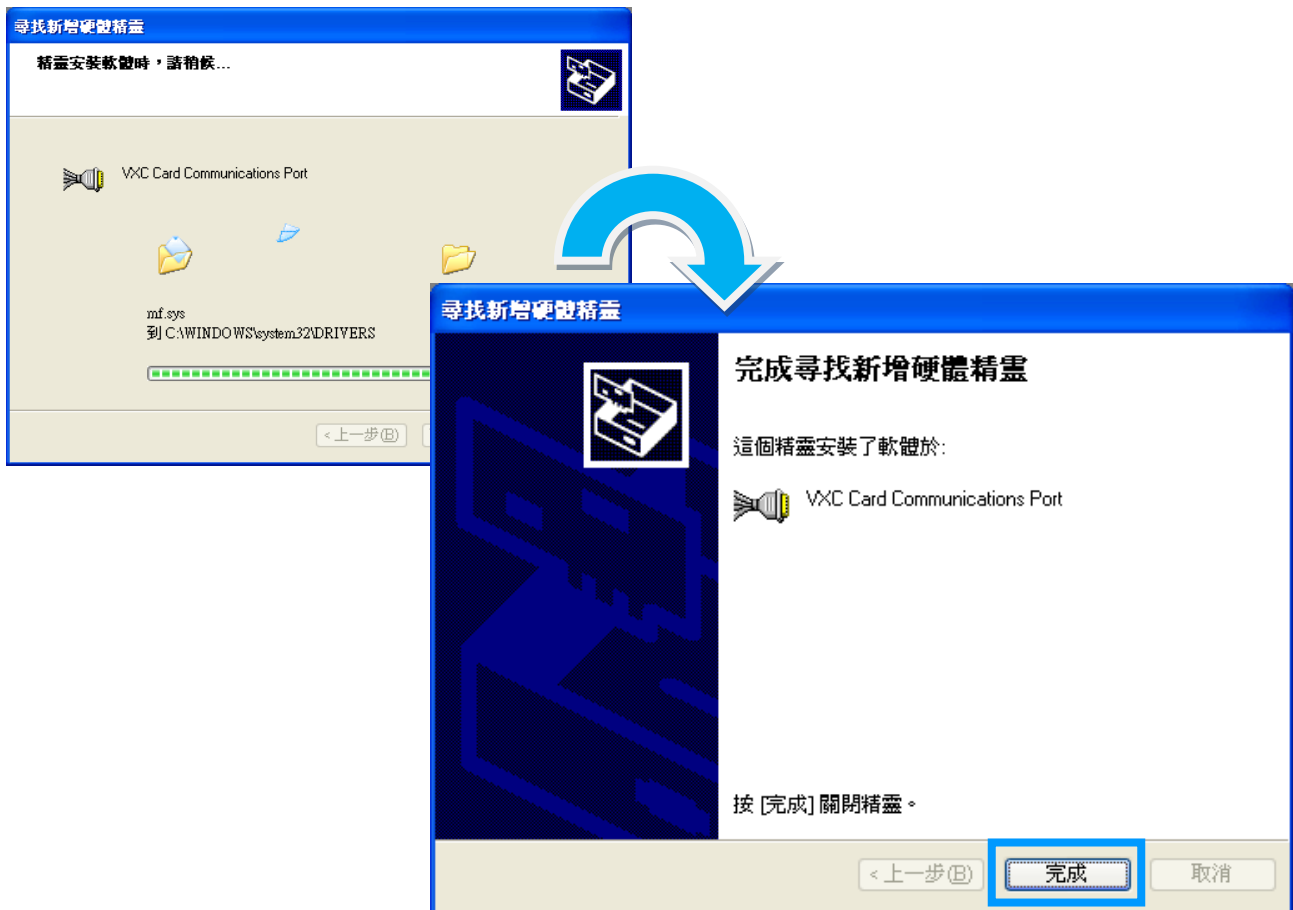 尋找新增硬體精靈
精靈安裝軟體時，請稍候...
VXC Card Communications Port
mf.sys
到 C:\WINDOWS\system32\DRIVERS
<上一步(B)
尋找新增硬體精靈
完成尋找新增硬體精靈
這個精靈安裝了軟體於:
VXC Card Communications Port
按 [完成] 關閉精靈。
<上一步(B)
完成
取消